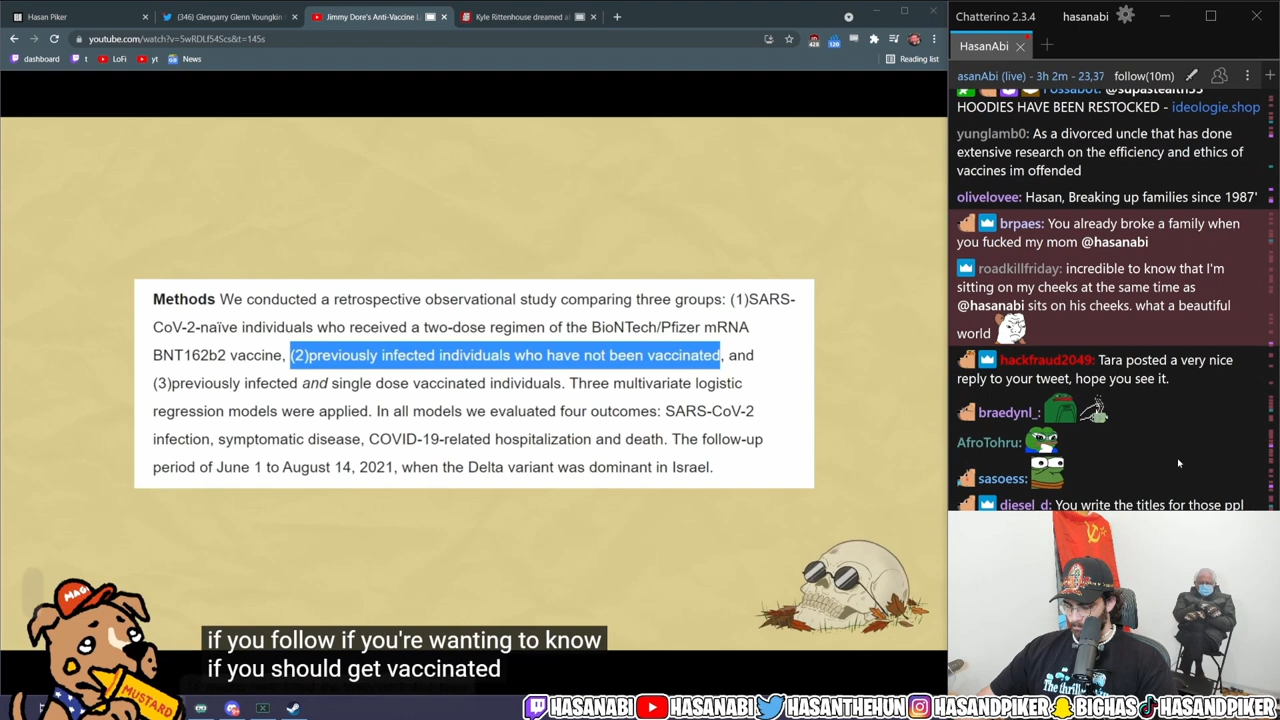 Hasan Piker
(346) Glengarry Glenn Youngkin
Jimmy Dore's Anti-Vaccine
Kyle Rittenhouse dreamed a
youtube.com/watch?v=5wRDLf54Scs&t=145s
428
120
dashboard
t
LoFi
yt
News
Reading list
Methods We conducted a retrospective observational study comparing three groups: (1)SARS-
CoV-2-naïve individuals who received a two-dose regimen of the BioNTech/Pfizer mRNA
BNT162b2 vaccine, (2)previously infected individuals who have not been vaccinated, and
(3)previously infected and single dose vaccinated individuals. Three multivariate logistic
regression models were applied. In all models we evaluated four outcomes: SARS-CoV-2
infection, symptomatic disease, COVID-19-related hospitalization and death. The follow-up
period of June 1 to August 14, 2021, when the Delta variant was dominant in Israel.
if you follow if you're wanting to know
if you should get vaccinated
MUSTARD
Chatterino 2.3.4
hasanabi
HasanAbi
asanAbi (live) - 3h 2m - 23,37
follow(10m)
HOODIES HAVE BEEN RESTOCKED - ideologie.shop
yunglamb0: As a divorced uncle that has done
extensive research on the efficiency and ethics of
vaccines im offended
olivelovee: Hasan, Breaking up families since 1987'
brpaes: You already broke a family when
you fucked my mom @hasanabi
roadkillfriday: incredible to know that I'm
sitting on my cheeks at the same time as
@hasanabi sits on his cheeks. what a beautiful
world
hackfraud2049: Tara posted a very nice
reply to your tweet, hope you see it.
braedynl_:
AfroTohru:
sasoess:
diesel_d: You write the titles for those ppl
HASANABI
HASANABI
HASANTHEHUN
HASANDPIKER
BIGHAS
HASANDPIKER